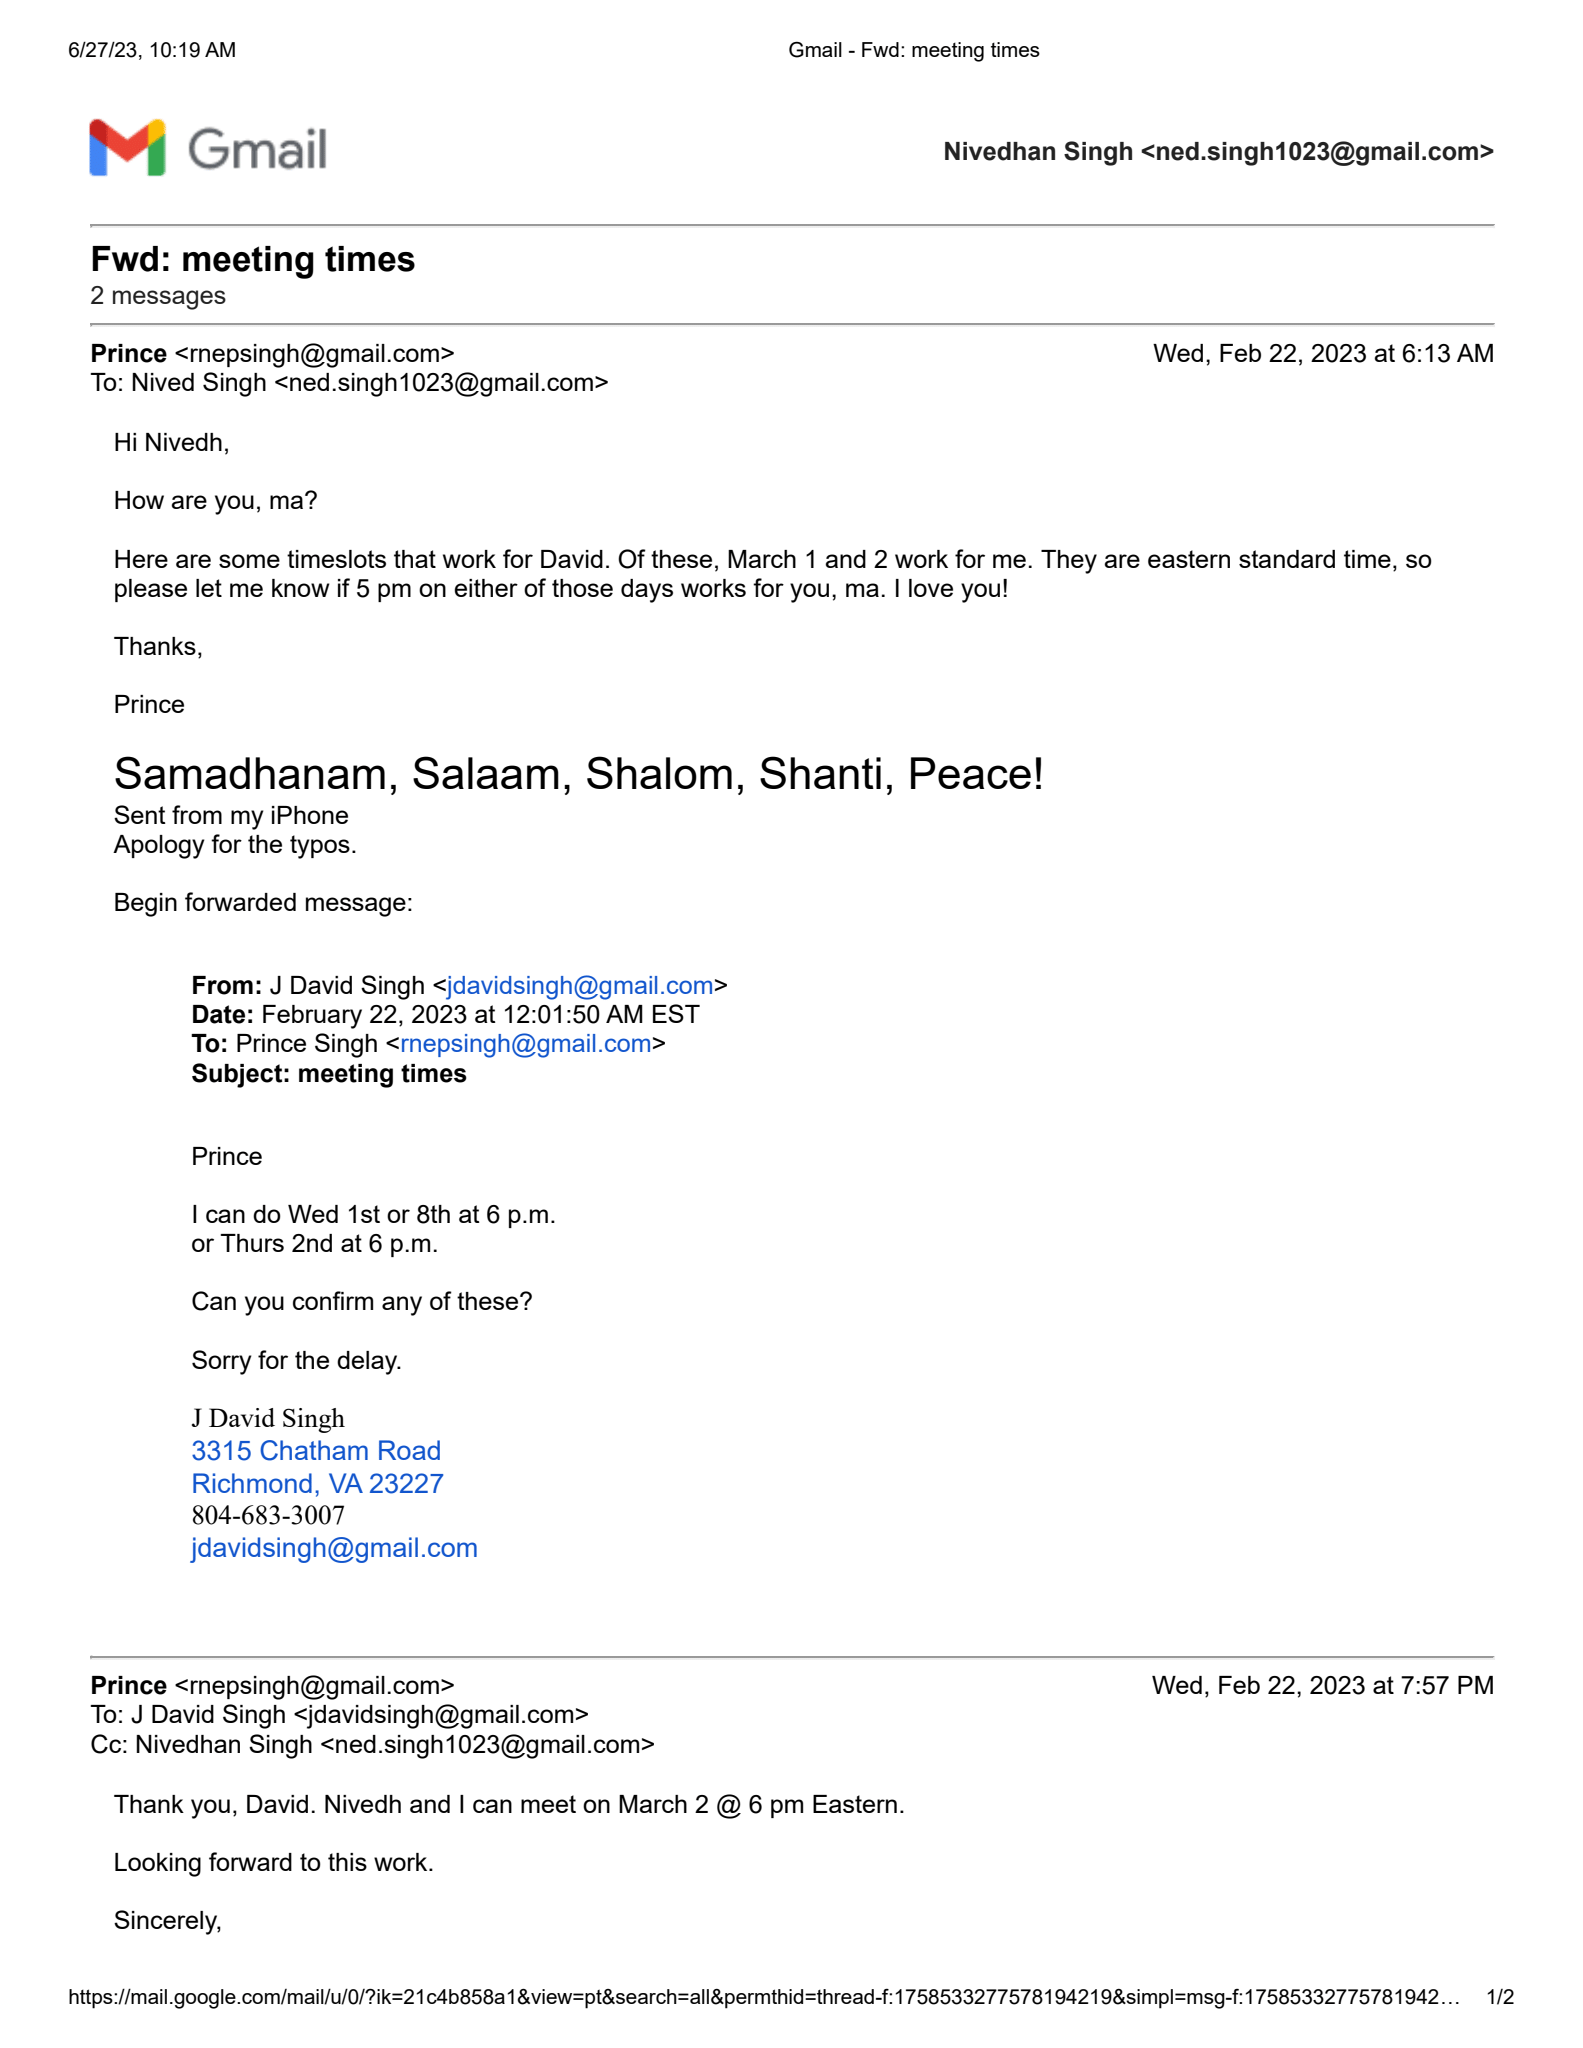 6/27/23, 10:19 AM
Gmail - Fwd: meeting times
Gmail
Nivedhan Singh <ned.singh1023@gmail.com>
Fwd: meeting times
2 messages
Prince <rnepsingh@gmail.com>
Wed, Feb 22, 2023 at 6:13 AM
To: Nived Singh <ned.singh1023@gmail.com>
Hi Nivedh,
How are you, ma?
Here are some timeslots that work for David. Of these, March 1 and 2 work for me. They are eastern standard time, so
please let me know if 5 pm on either of those days works for you, ma. I love you!
Thanks,
Prince
Samadhanam, Salaam, Shalom, Shanti, Peace!
Sent from my iPhone
Apology for the typos.
Begin forwarded message:
From: J David Singh <jdavidsingh@gmail.com>
Date: February 22, 2023 at 12:01:50 AM EST
To: Prince Singh <rnepsingh@gmail.com>
Subject: meeting times
Prince
I can do Wed 1st or 8th at 6 p.m.
or Thurs 2nd at 6 p.m.
Can you confirm any of these?
Sorry for the delay.
J David Singh
3315 Chatham Road
Richmond, VA 23227
804-683-3007
jdavidsingh@gmail.com
Prince <rnepsingh@gmail.com>
Wed, Feb 22, 2023 at 7:57 PM
To: J David Singh <jdavidsingh@gmail.com>
Cc: Nivedhan Singh <ned.singh1023@gmail.com>
Thank you, David. Nivedh and I can meet on March 2 @ 6 pm Eastern.
Looking forward to this work.
Sincerely,
https://mail.google.com/mail/u/0/?ik=21c4b858a1&view=pt&search=all&permthid=thread-f:1758533277578194219&simpl=msg-f:17585332775781942…
1/2